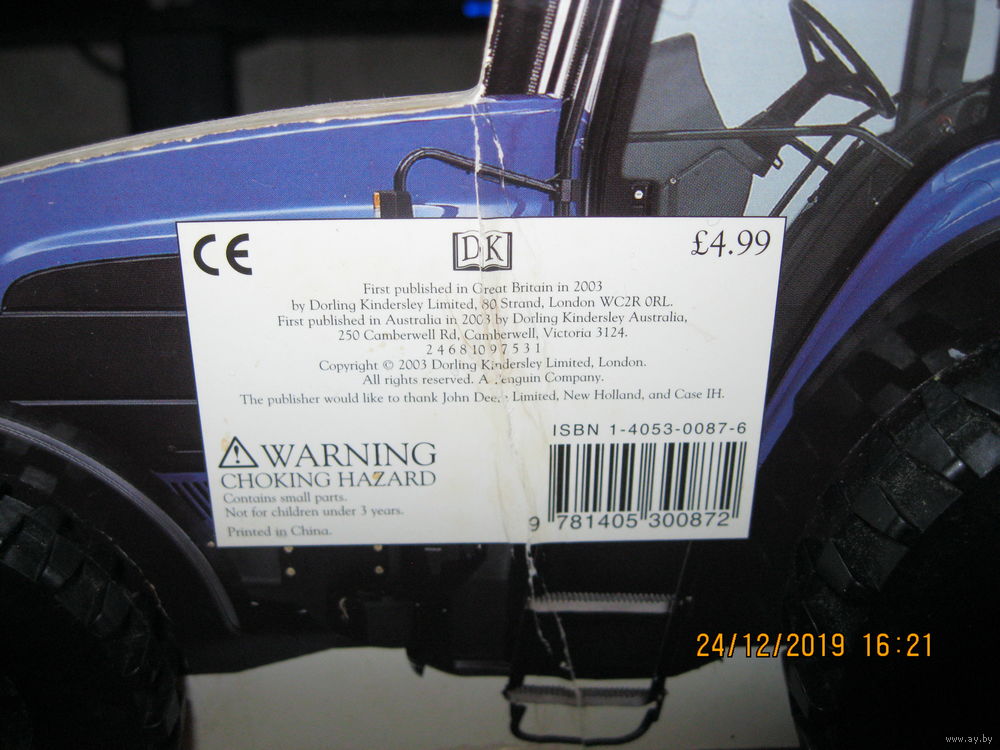 CE
DK
£4.99
First published in Great Britain in 2003
by Dorling Kindersley Limited, 80 Strand, London WC2R 0RL.
First published in Australia in 2003 by Dorling Kindersley Australia,
250 Camberwell Rd, Camberwell, Victoria 3124.
2 4 6 8 10 9 7 5 3 1
Copyright © 2003 Dorling Kindersley Limited, London.
All rights reserved. A Penguin Company.
The publisher would like to thank John Deere Limited, New Holland, and Case IH.
ISBN 1-4053-0087-6
WARNING
CHOKING HAZARD
Contains small parts.
Not for children under 3 years.
Printed in China.
9 781405 300872
24/12/2019 16:21
www.ay.by